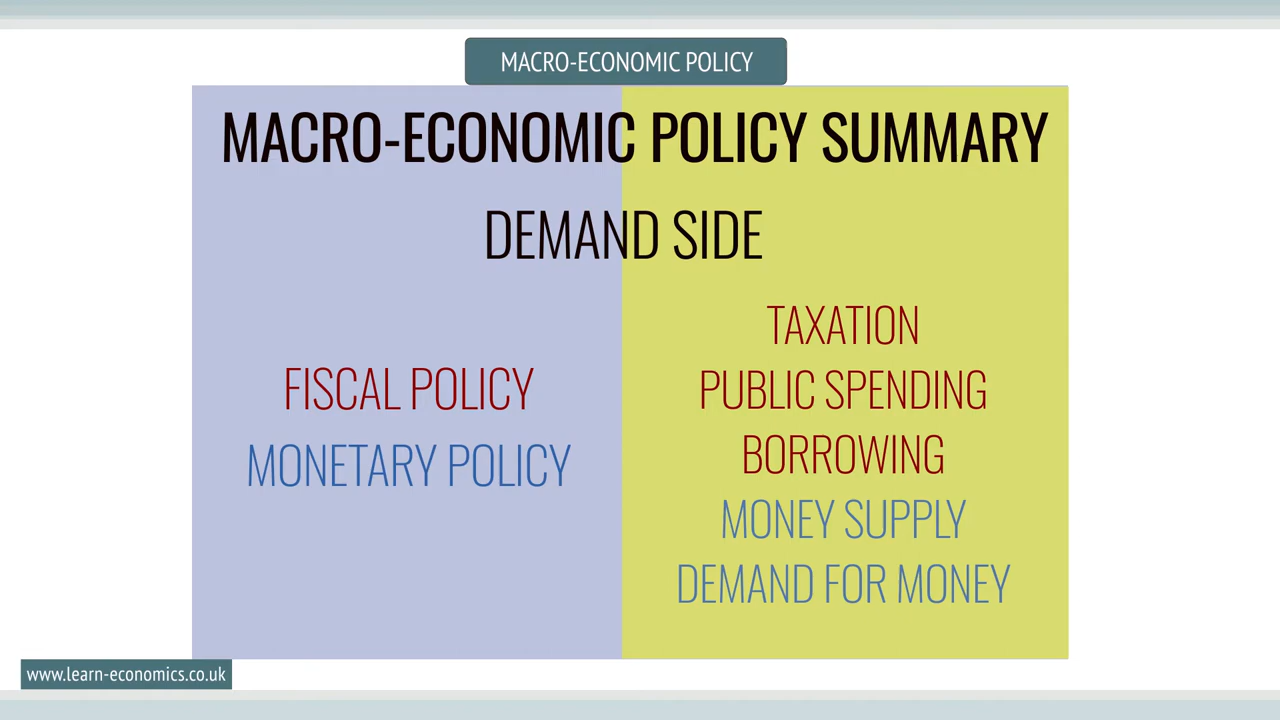 MACRO-ECONOMIC POLICY
MACRO-ECONOMIC POLICY SUMMARY
DEMAND SIDE
FISCAL POLICY
MONETARY POLICY
TAXATION
PUBLIC SPENDING
BORROWING
MONEY SUPPLY
DEMAND FOR MONEY
www.learn-economics.co.uk